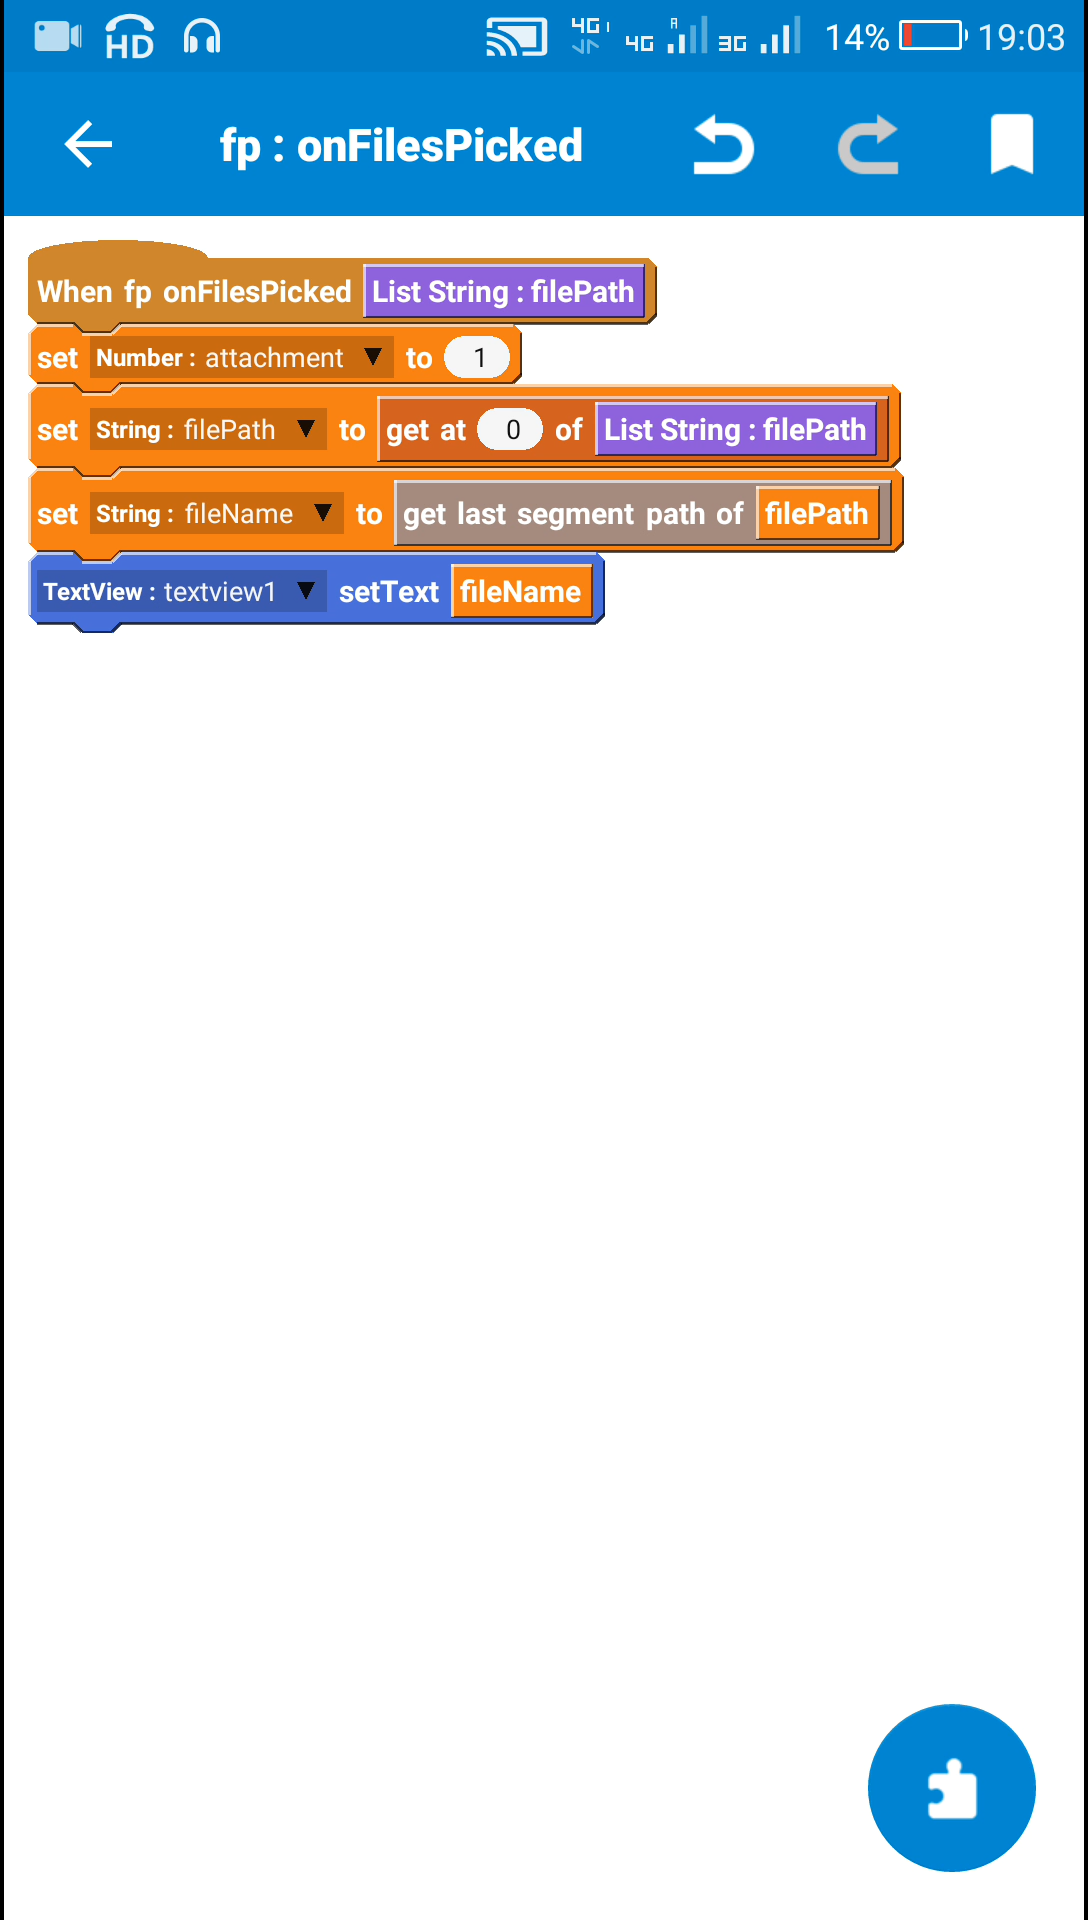 HD 4G 4G R 3G 14% 19:03
fp : onFilesPicked
When fp onFilesPicked List String : filePath
set Number : attachment ▼ to 1
set String : filePath ▼ to get at 0 of List String : filePath
set String : fileName ▼ to get last segment path of filePath
TextView : textview1 ▼ setText fileName